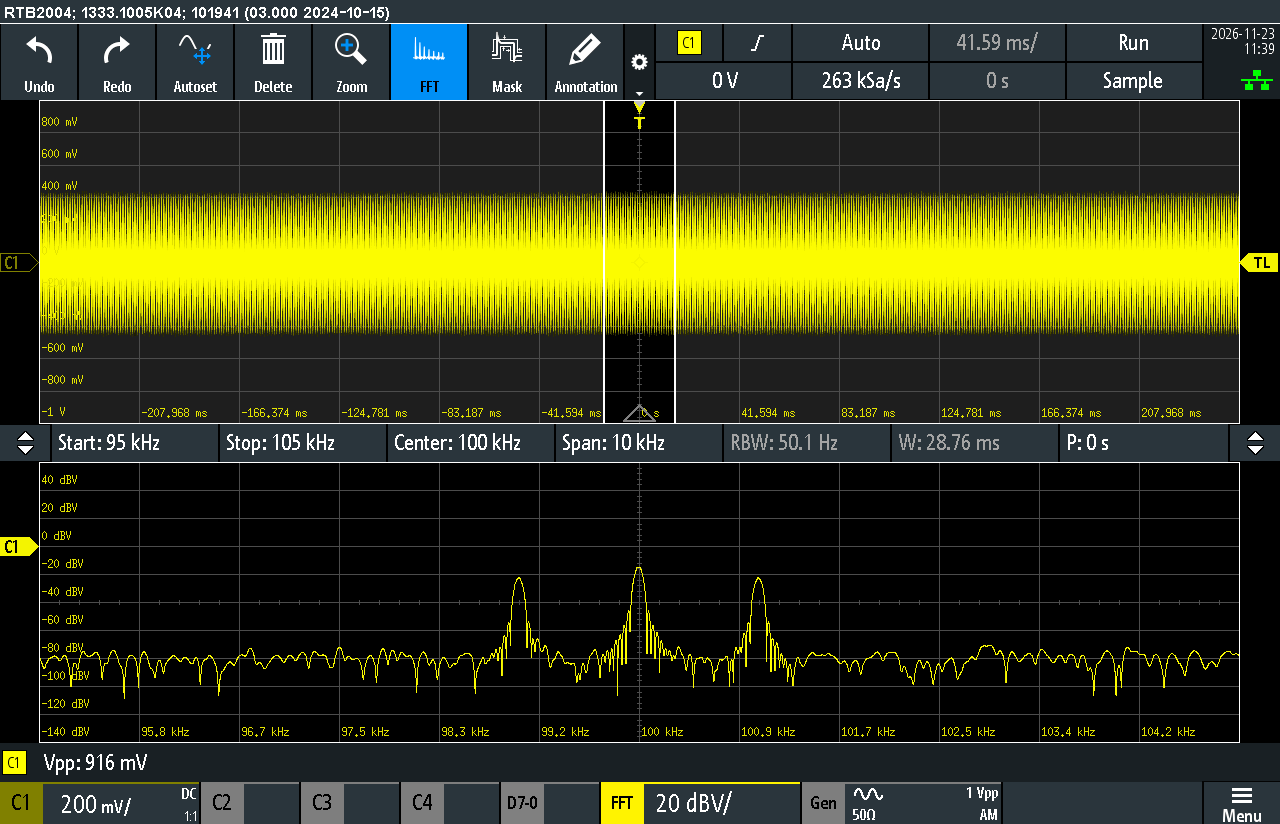 RTB2004; 1333.1005K04; 101941 (03.000 2024-10-15)
Undo
Redo
Autoset
Delete
Zoom
FFT
Mask
Annotation
C1
Auto
41.59 ms/
Run
0 V
263 kSa/s
0 s
Sample
2026-11-23
11:39
T
800 mV
600 mV
400 mV
C1
TL
-600 mV
-800 mV
-1 V
-207,968 ms
-166,374 ms
-124,781 ms
-83,187 ms
-41,594 ms
0 s
41,594 ms
83,187 ms
124,781 ms
166,374 ms
207,968 ms
Start: 95 kHz
Stop: 105 kHz
Center: 100 kHz
Span: 10 kHz
RBW: 50.1 Hz
W: 28.76 ms
P: 0 s
40 dBV
20 dBV
0 dBV
C1
-20 dBV
-40 dBV
-60 dBV
-80 dBV
-100 dBV
-120 dBV
-140 dBV
95.8 kHz
96.7 kHz
97.5 kHz
98.3 kHz
99.2 kHz
100 kHz
100.9 kHz
101.7 kHz
102.5 kHz
103.4 kHz
104.2 kHz
C1
Vpp: 916 mV
C1
200 mV/
DC
1:1
C2
C3
C4
D7-0
FFT
20 dBV/
Gen
50Ω
1 Vpp
AM
Menu